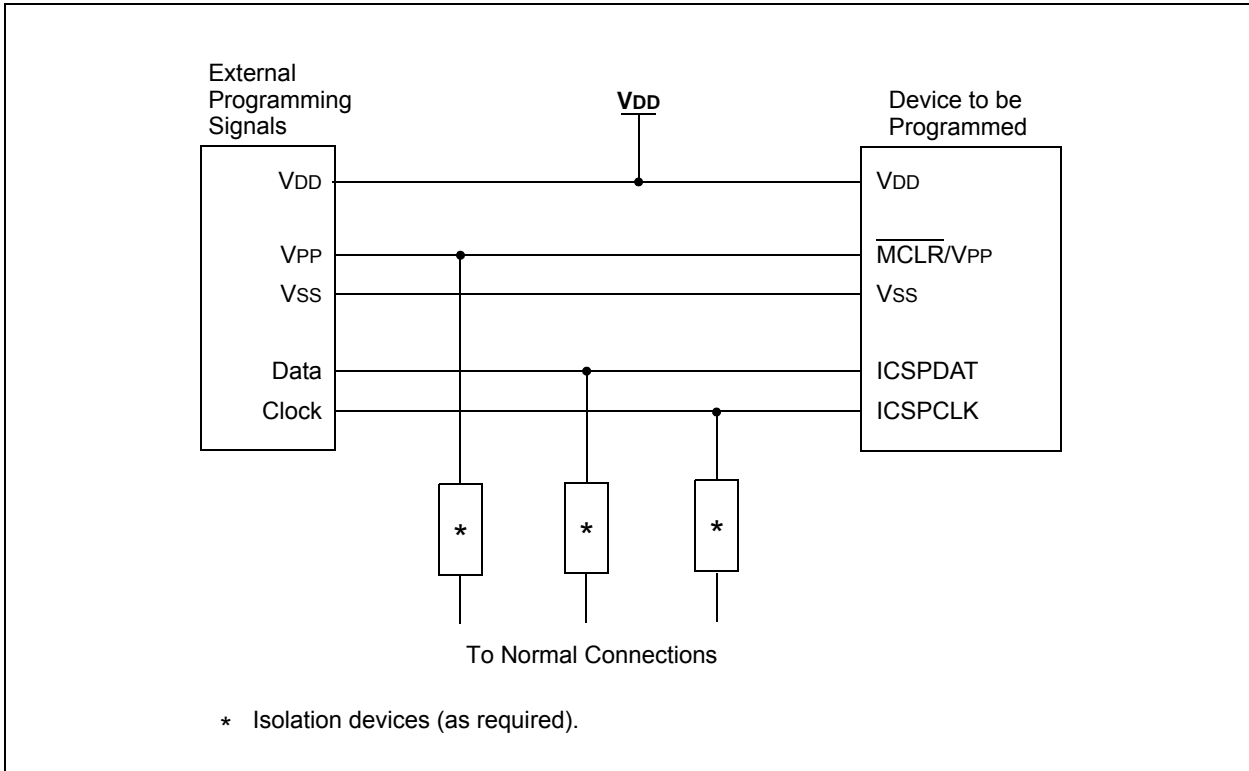 External
Programming
Signals
VDD
Device to be
Programmed
VDD
VDD
VPP
MCLR/VPP
VSS
VSS
Data
ICSPDAT
Clock
ICSPCLK
* * *
To Normal Connections
* Isolation devices (as required).